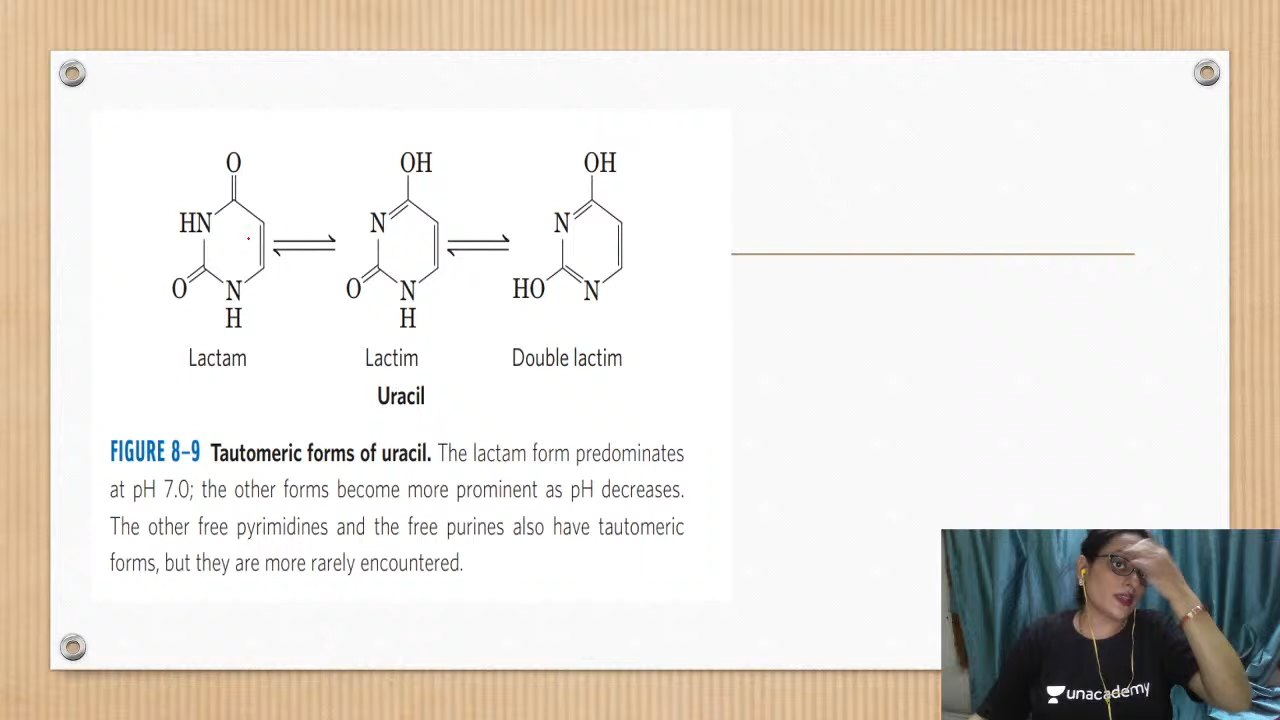 O OH OH
HN N N
O N O N HO N
H H
Lactam Lactim Double lactim
Uracil
FIGURE 8–9 Tautomeric forms of uracil. The lactam form predominates
at pH 7.0; the other forms become more prominent as pH decreases.
The other free pyrimidines and the free purines also have tautomeric
forms, but they are more rarely encountered.
unacademy